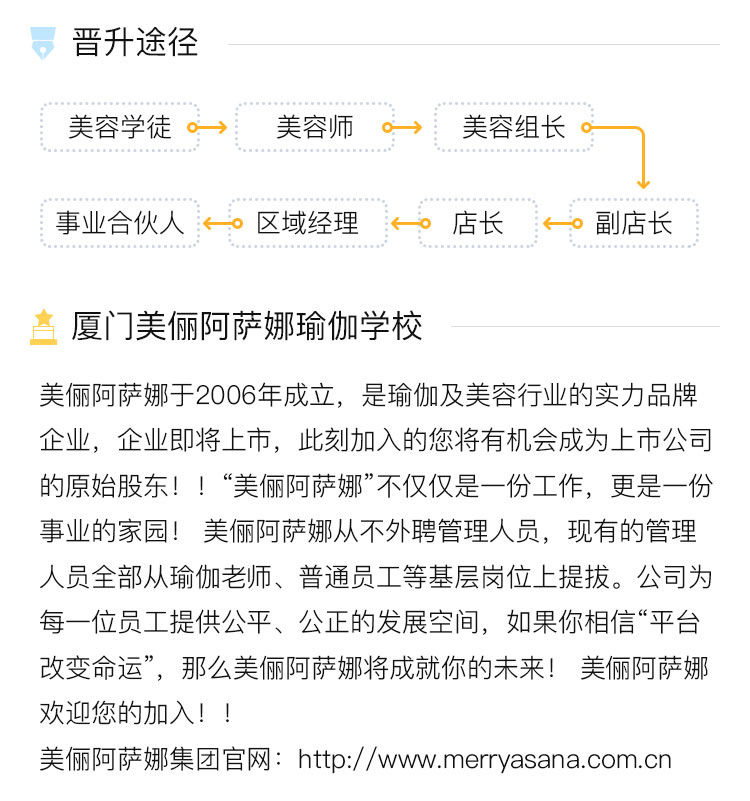 晋升途径
美容学徒 美容师 美容组长
事业合伙人 区域经理 店长 副店长
厦门美俪阿萨娜瑜伽学校
美俪阿萨娜于2006年成立，是瑜伽及美容行业的实力品牌
企业，企业即将上市，此刻加入的您将有机会成为上市公司
的原始股东！！“美俪阿萨娜”不仅仅是一份工作，更是一份
事业的家园！ 美俪阿萨娜从不外聘管理人员，现有的管理
人员全部从瑜伽老师、普通员工等基层岗位上提拔。公司为
每一位员工提供公平、公正的发展空间，如果你相信“平台
改变命运”，那么美俪阿萨娜将成就你的未来！ 美俪阿萨娜
欢迎您的加入！！
美俪阿萨娜集团官网：http://www.merryasana.com.cn